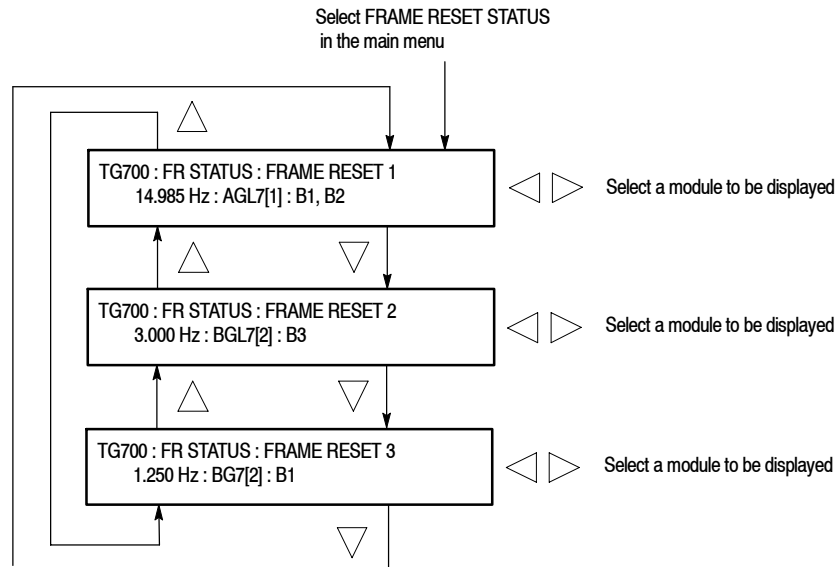 Select FRAME RESET STATUS
in the main menu
TG700 : FR STATUS : FRAME RESET 1
14.985 Hz : AGL7[1] : B1, B2
Select a module to be displayed
TG700 : FR STATUS : FRAME RESET 2
3.000 Hz : BGL7[2] : B3
Select a module to be displayed
TG700 : FR STATUS : FRAME RESET 3
1.250 Hz : BG7[2] : B1
Select a module to be displayed